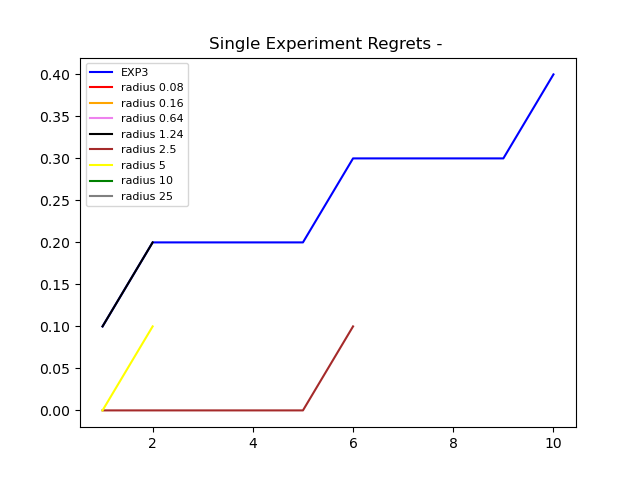 Single Experiment Regrets -
EXP3
radius 0.08
radius 0.16
radius 0.64
radius 1.24
radius 2.5
radius 5
radius 10
radius 25
0.40
0.35
0.30
0.25
0.20
0.15
0.10
0.05
0.00
2 4 6 8 10